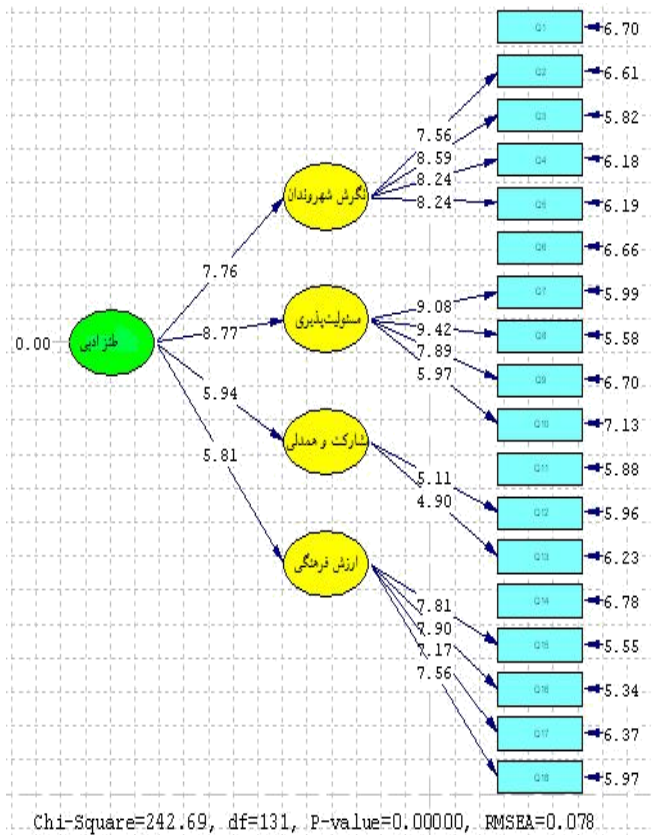 Q1
6.70
Q2
6.61
7.56
Q3
5.82
8.59
Q4
6.18
8.24
نگرش شهروندان
8.24
Q5
6.19
Q6
6.66
7.76
Q7
5.99
9.08
مسئولیت‌پذیری
9.42
Q8
5.58
8.77
7.89
0.00
طنز ادبی
5.97
Q9
6.70
5.94
Q10
7.13
مشارکت و همدلی
5.81
5.11
Q11
5.88
4.90
Q12
5.96
Q13
6.23
ارزش فرهنگی
Q14
6.78
7.81
7.90
Q15
5.55
7.17
7.56
Q16
5.34
Q17
6.37
Q18
5.97
Chi-Square=242.69, df=131, P-value=0.00000, RMSEA=0.078